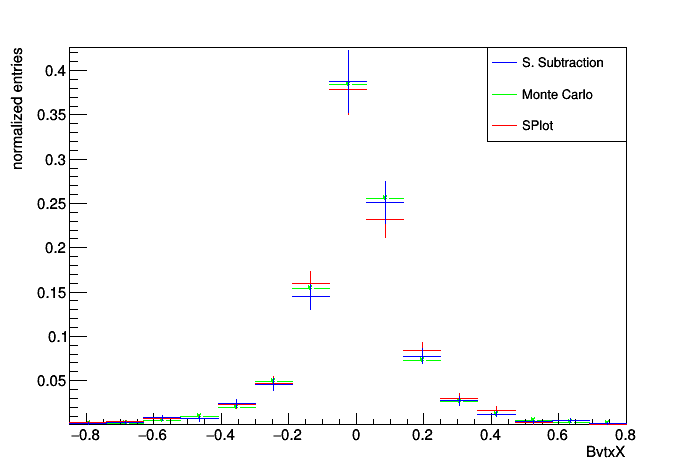 normalized entries
0.4
0.35
0.3
0.25
0.2
0.15
0.1
0.05
S. Subtraction
Monte Carlo
SPlot
−0.8 −0.6 −0.4 −0.2 0 0.2 0.4 0.6 0.8
BvtxX